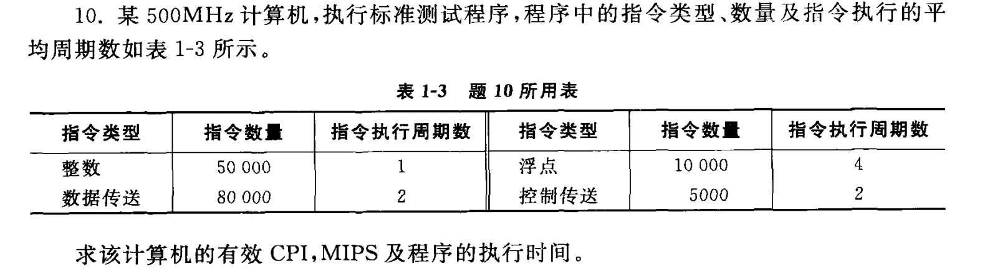 10. 某 500MHz 计算机,执行标准测试程序,程序中的指令类型、数量及指令执行的平
均周期数如表 1-3 所示。
表 1-3 题 10 所用表
指令类型 指令数量 指令执行周期数 指令类型 指令数量 指令执行周期数
整数 50 000 1 浮点 10 000 4
数据传送 80 000 2 控制传送 5000 2
求该计算机的有效 CPI,MIPS 及程序的执行时间。